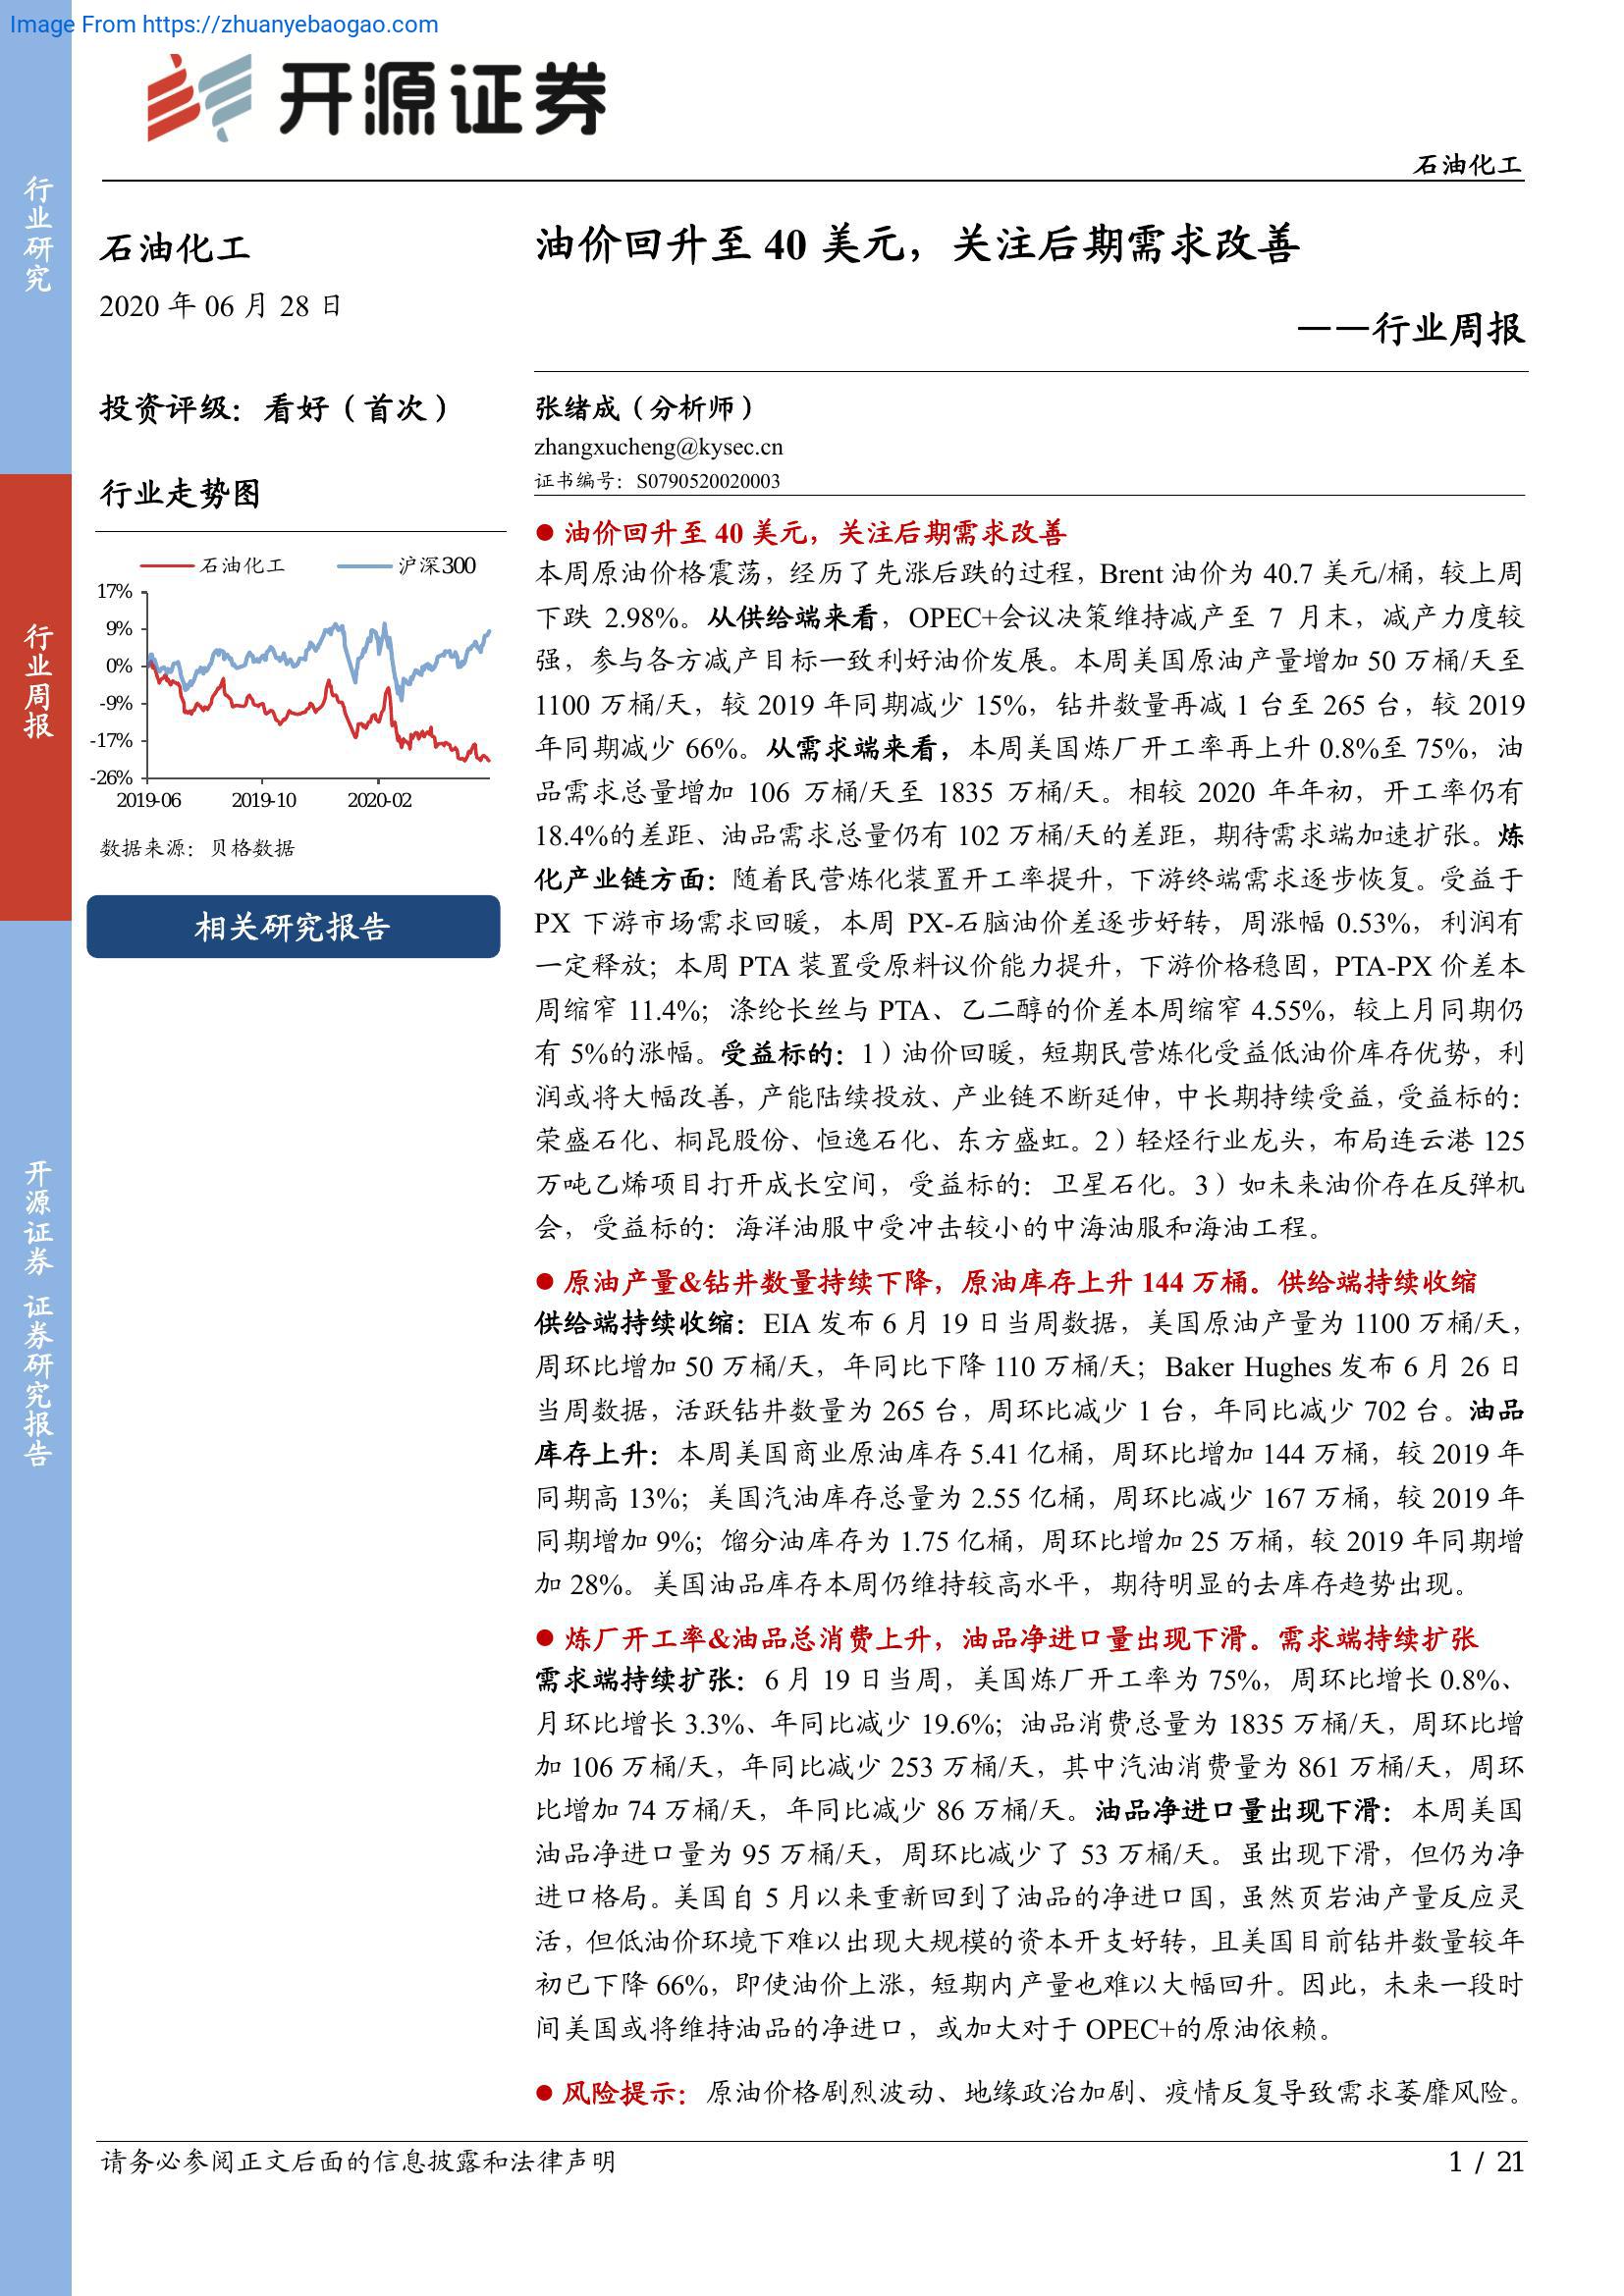 Image From https://zhuanyebaogao.com
开源证券
石油化工
行业研究
行业周报
开源证券 证券研究报告
石油化工
2020 年 06 月 28 日
投资评级：看好（首次）
行业走势图
石油化工 沪深300
17%
9%
0%
-9%
-17%
-26%
2019-06 2019-10 2020-02
数据来源：贝格数据
相关研究报告
油价回升至 40 美元，关注后期需求改善
——行业周报
张绪成（分析师）
zhangxucheng@kysec.cn
证书编号：S0790520020003
● 油价回升至 40 美元，关注后期需求改善
本周原油价格震荡，经历了先涨后跌的过程，Brent 油价为 40.7 美元/桶，较上周
下跌 2.98%。从供给端来看，OPEC+会议决策维持减产至 7 月末，减产力度较
强，参与各方减产目标一致利好油价发展。本周美国原油产量增加 50 万桶/天至
1100 万桶/天，较 2019 年同期减少 15%，钻井数量再减 1 台至 265 台，较 2019
年同期减少 66%。从需求端来看，本周美国炼厂开工率再上升 0.8%至 75%，油
品需求总量增加 106 万桶/天至 1835 万桶/天。相较 2020 年年初，开工率仍有
18.4%的差距、油品需求总量仍有 102 万桶/天的差距，期待需求端加速扩张。炼
化产业链方面：随着民营炼化装置开工率提升，下游终端需求逐步恢复。受益于
PX 下游市场需求回暖，本周 PX-石脑油价差逐步好转，周涨幅 0.53%，利润有
一定释放；本周 PTA 装置受原料议价能力提升，下游价格稳固，PTA-PX 价差本
周缩窄 11.4%；涤纶长丝与 PTA、乙二醇的价差本周缩窄 4.55%，较上月同期仍
有 5%的涨幅。受益标的：1）油价回暖，短期民营炼化受益低油价库存优势，利
润或将大幅改善，产能陆续投放、产业链不断延伸，中长期持续受益，受益标的：
荣盛石化、桐昆股份、恒逸石化、东方盛虹。2）轻烃行业龙头，布局连云港 125
万吨乙烯项目打开成长空间，受益标的：卫星石化。3）如未来油价存在反弹机
会，受益标的：海洋油服中受冲击较小的中海油服和海油工程。
● 原油产量&钻井数量持续下降，原油库存上升 144 万桶。供给端持续收缩
供给端持续收缩：EIA 发布 6 月 19 日当周数据，美国原油产量为 1100 万桶/天，
周环比增加 50 万桶/天，年同比下降 110 万桶/天；Baker Hughes 发布 6 月 26 日
当周数据，活跃钻井数量为 265 台，周环比减少 1 台，年同比减少 702 台。油品
库存上升：本周美国商业原油库存 5.41 亿桶，周环比增加 144 万桶，较 2019 年
同期高 13%；美国汽油库存总量为 2.55 亿桶，周环比减少 167 万桶，较 2019 年
同期增加 9%；馏分油库存为 1.75 亿桶，周环比增加 25 万桶，较 2019 年同期增
加 28%。美国油品库存本周仍维持较高水平，期待明显的去库存趋势出现。
● 炼厂开工率&油品总消费上升，油品净进口量出现下滑。需求端持续扩张
需求端持续扩张：6 月 19 日当周，美国炼厂开工率为 75%，周环比增长 0.8%、
月环比增长 3.3%、年同比减少 19.6%；油品消费总量为 1835 万桶/天，周环比增
加 106 万桶/天，年同比减少 253 万桶/天，其中汽油消费量为 861 万桶/天，周环
比增加 74 万桶/天，年同比减少 86 万桶/天。油品净进口量出现下滑：本周美国
油品净进口量为 95 万桶/天，周环比减少了 53 万桶/天。虽出现下滑，但仍为净
进口格局。美国自 5 月以来重新回到了油品的净进口国，虽然页岩油产量反应灵
活，但低油价环境下难以出现大规模的资本开支好转，且美国目前钻井数量较年
初已下降 66%，即使油价上涨，短期内产量也难以大幅回升。因此，未来一段时
间美国或将维持油品的净进口，或加大对于 OPEC+的原油依赖。
● 风险提示：原油价格剧烈波动、地缘政治加剧、疫情反复导致需求萎靡风险。
请务必参阅正文后面的信息披露和法律声明
1 / 21